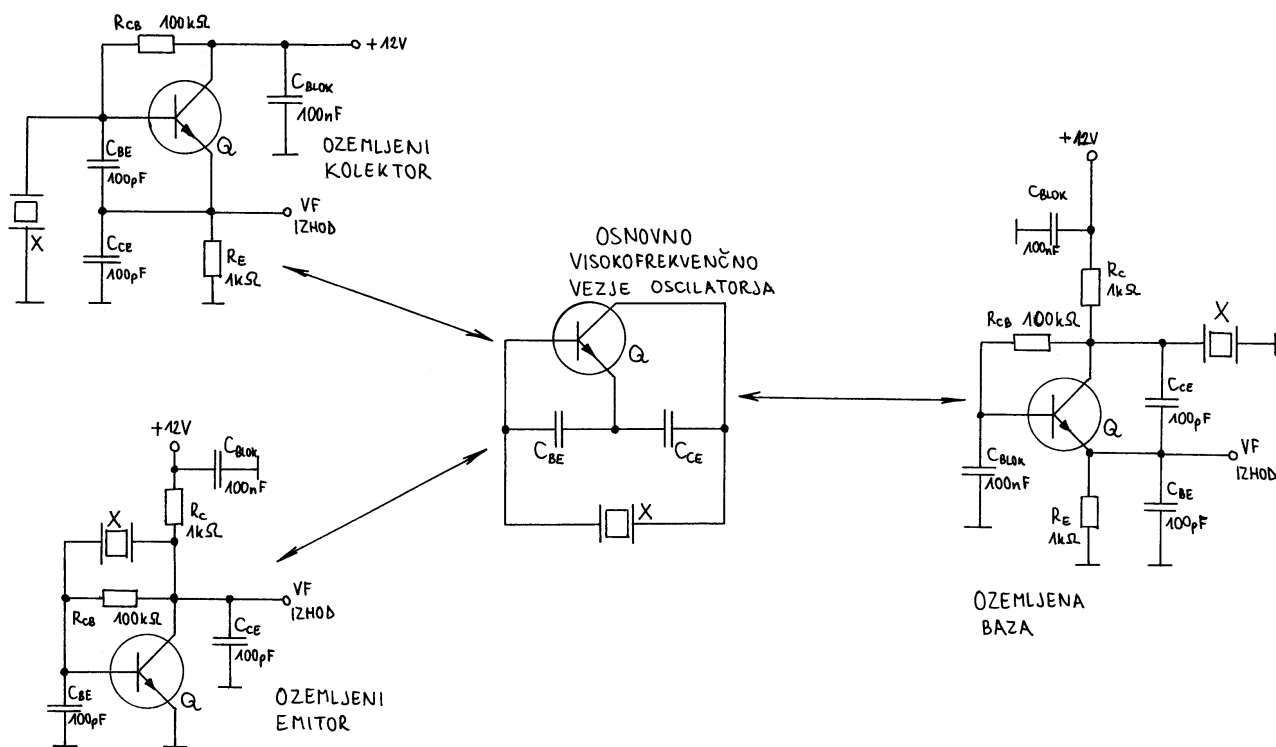 RCB 100kΩ
+12V
CBLOK
100nF
Q
OZEMLJENI
KOLEKTOR
CBE
100pF
X
VF
IZHOD
CCE
100pF
RE
1kΩ
OSNOVNO
VISOKOFREKVENČNO
VEZJE OSCILATORJA
Q
CBE
CCE
X
+12V
CBLOK
100nF
RC
1kΩ
X
RCB 100kΩ
CCE
100pF
Q
VF
IZHOD
CBLOK
100nF
CBE
100pF
RE
1kΩ
OZEMLJENA
BAZA
+12V
CBLOK
100nF
RC
1kΩ
X
VF
IZHOD
RCB 100kΩ
CCE
100pF
CBE
100pF
Q
OZEMLJENI
EMITOR